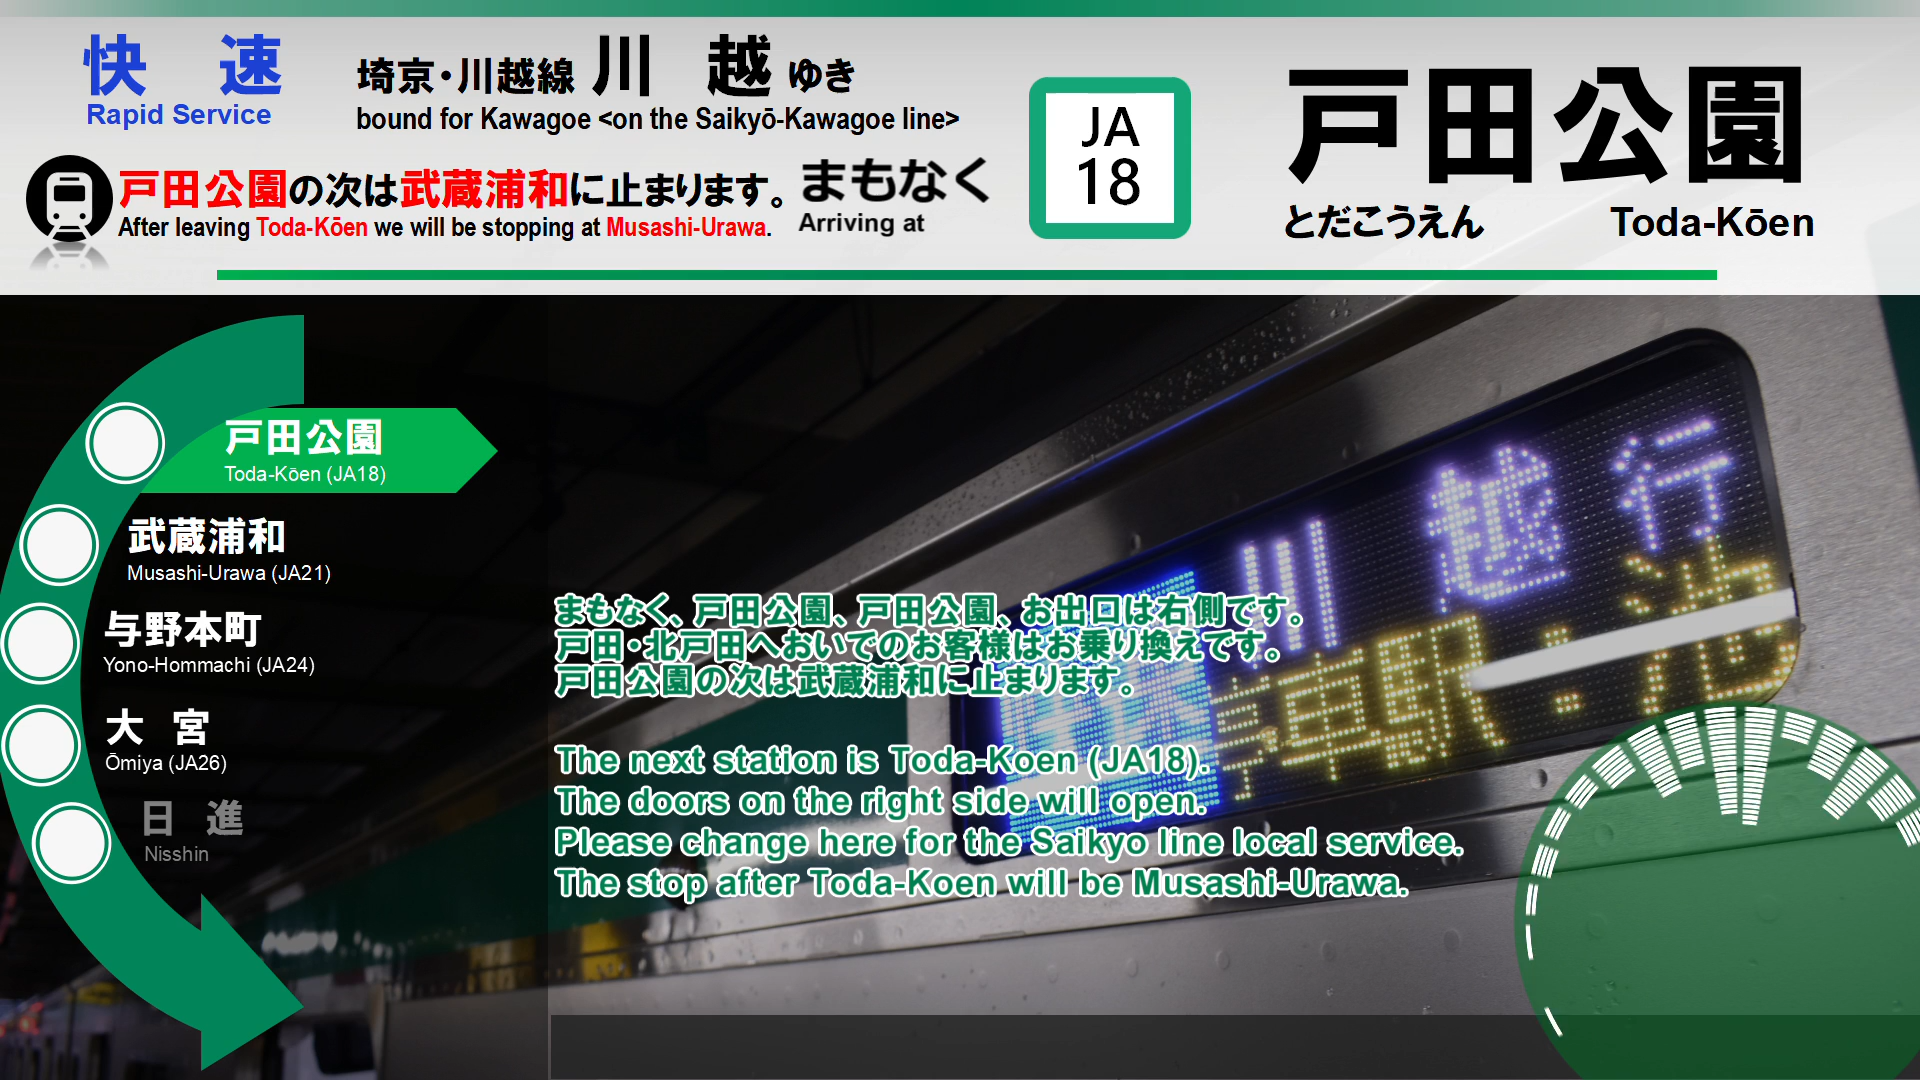 快速
Rapid Service
埼京・川越線 川越 ゆき
bound for Kawagoe <on the Saikyō-Kawagoe line>
戸田公園の次は武蔵浦和に止まります。
After leaving Toda-Kōen we will be stopping at Musashi-Urawa.
まもなく
Arriving at
JA
18
戸田公園
とだこうえん
Toda-Kōen
戸田公園
Toda-Kōen (JA18)
武蔵浦和
Musashi-Urawa (JA21)
与野本町
Yono-Hommachi (JA24)
大宮
Ōmiya (JA26)
日進
Nisshin
川越行
まもなく、戸田公園、戸田公園、お出口は右側です。
戸田・北戸田へおいでのお客様はお乗り換えです。
戸田公園の次は武蔵浦和に止まります。
The next station is Toda-Koen (JA18).
The doors on the right side will open.
Please change here for the Saikyo line local service.
The stop after Toda-Koen will be Musashi-Urawa.